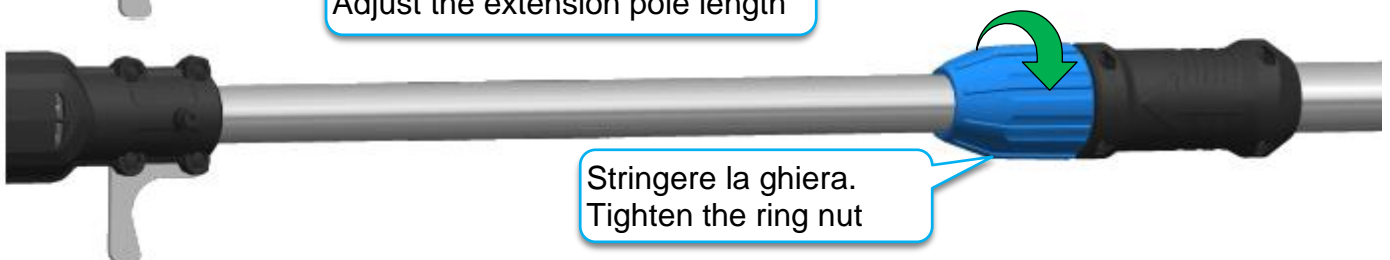 Adjust the extension pole length
Stringere la ghiera.
Tighten the ring nut